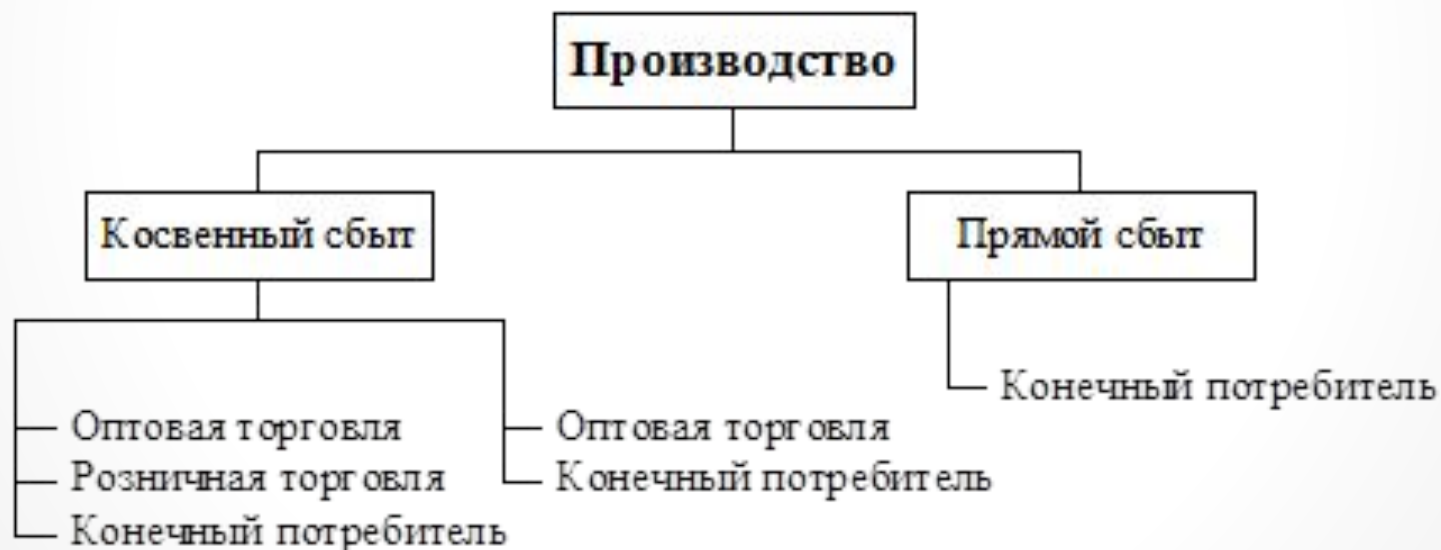 Производство
Косвенный сбыт
Прямой сбыт
Оптовая торговля
Розничная торговля
Конечный потребитель
Оптовая торговля
Конечный потребитель
Конечный потребитель